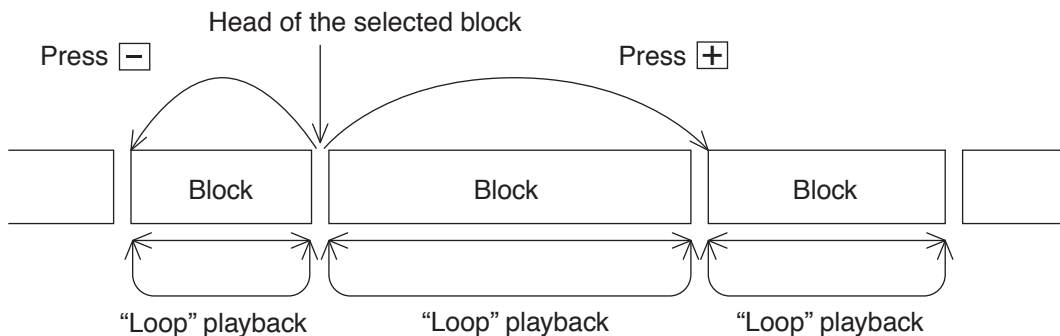 Head of the selected block
Press −
Press +
Block
Block
Block
“Loop” playback
“Loop” playback
“Loop” playback